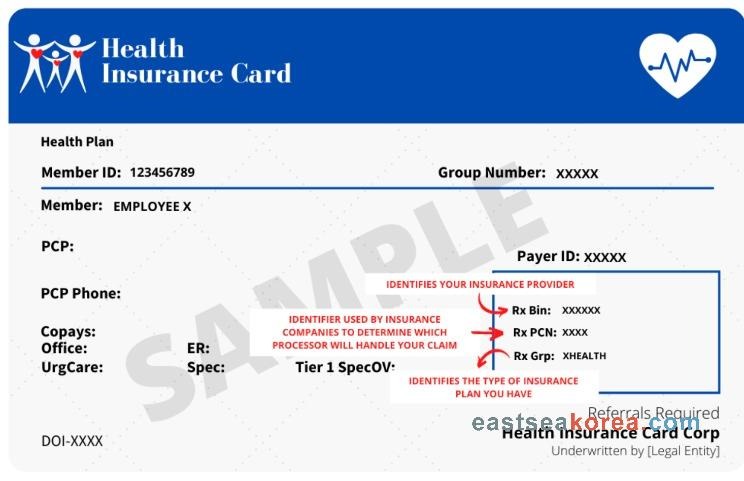 Health
Insurance Card
Health Plan
Member ID: 123456789
Group Number: XXXXX
Member: EMPLOYEE X
PCP:
Payer ID: XXXXX
PCP Phone:
IDENTIFIES YOUR INSURANCE PROVIDER
Rx Bin: XXXXXX
IDENTIFIER USED BY INSURANCE
COMPANIES TO DETERMINE WHICH
PROCESSOR WILL HANDLE YOUR CLAIM
Rx PCN: XXXX
Rx Grp: XHEALTH
Copays:
Office:
ER:
UrgCare:
Spec:
Tier 1 SpecOV:
IDENTIFIES THE TYPE OF INSURANCE
PLAN YOU HAVE
SAMPLE
Referrals Required
eastseakorea.com
Health Insurance Card Corp
Underwritten by [Legal Entity]
DOI-XXXX